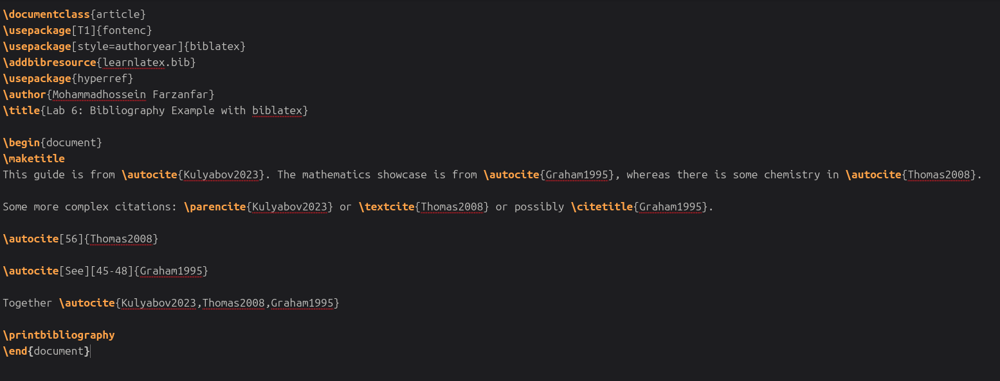 \documentclass{article}
\usepackage[T1]{fontenc}
\usepackage[style=authoryear]{biblatex}
\addbibresource{learnlatex.bib}
\usepackage{hyperref}
\author{Mohammadhossein Farzanfar}
\title{Lab 6: Bibliography Example with biblatex}
\begin{document}
\maketitle
This guide is from \autocite{Kulyabov2023}. The mathematics showcase is from \autocite{Graham1995}, whereas there is some chemistry in \autocite{Thomas2008}.
Some more complex citations: \parencite{Kulyabov2023} or \textcite{Thomas2008} or possibly \citetitle{Graham1995}.
\autocite[56]{Thomas2008}
\autocite[See][45-48]{Graham1995}
Together \autocite{Kulyabov2023,Thomas2008,Graham1995}
\printbibliography
\end{document}